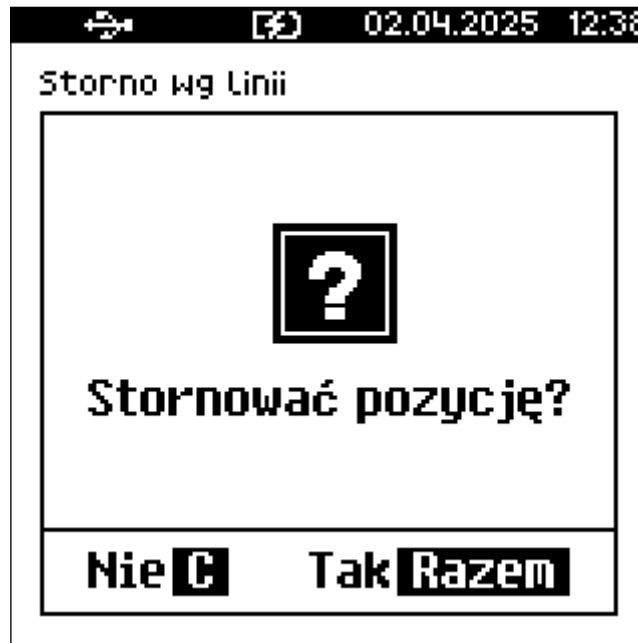 02.04.2025 12:38
Storno wg linii
?
Stornować pozycję?
Nie C Tak Razem